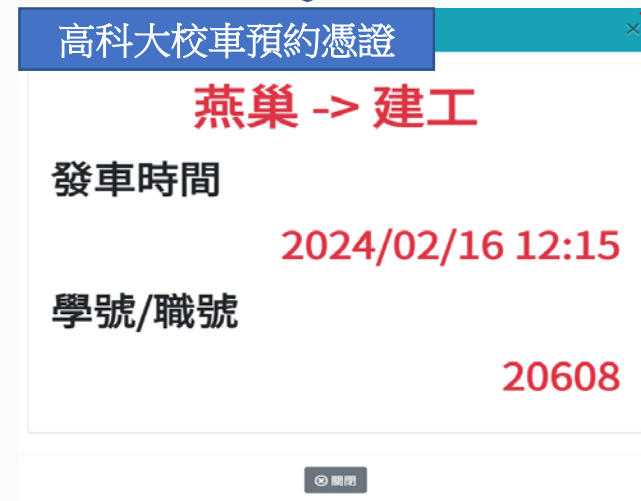 高科大校車預約憑證
×
燕巢 -> 建工
發車時間
2024/02/16 12:15
學號/職號
20608
關閉